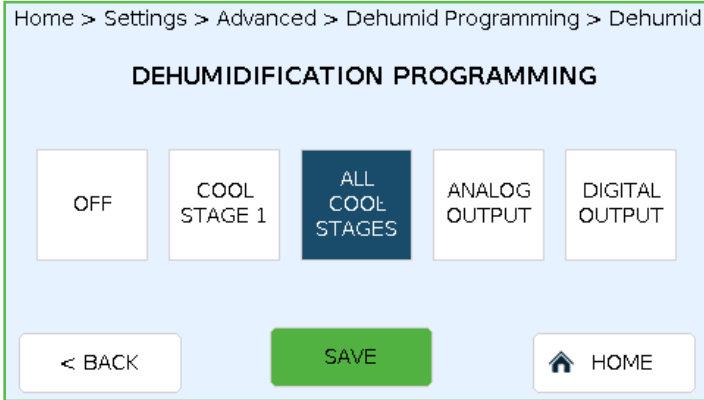 Home > Settings > Advanced > Dehumid Programming > Dehumid
DEHUMIDIFICATION PROGRAMMING
OFF
COOL
STAGE 1
ALL
COOL
STAGES
ANALOG
OUTPUT
DIGITAL
OUTPUT
< BACK
SAVE
HOME